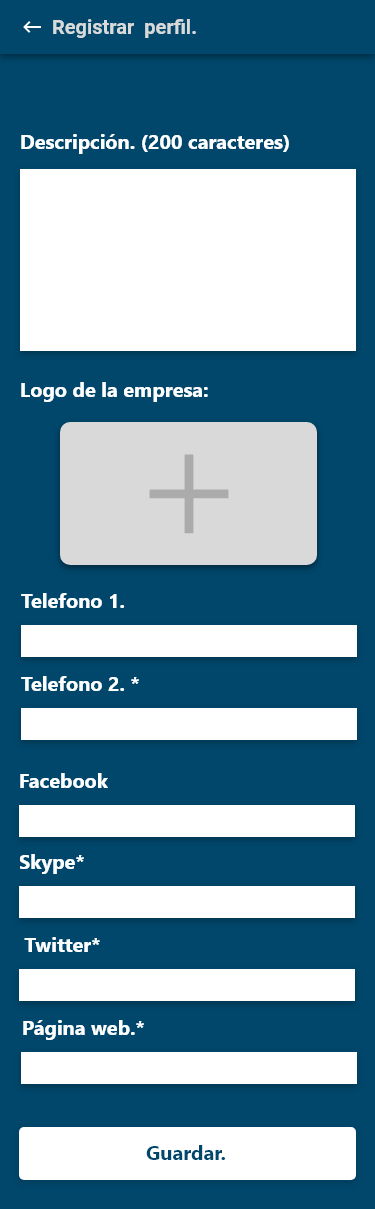 Registrar perfil.
Descripción. (200 caracteres)
Logo de la empresa:
Telefono 1.
Telefono 2. *
Facebook
Skype*
Twitter*
Página web.*
Guardar.